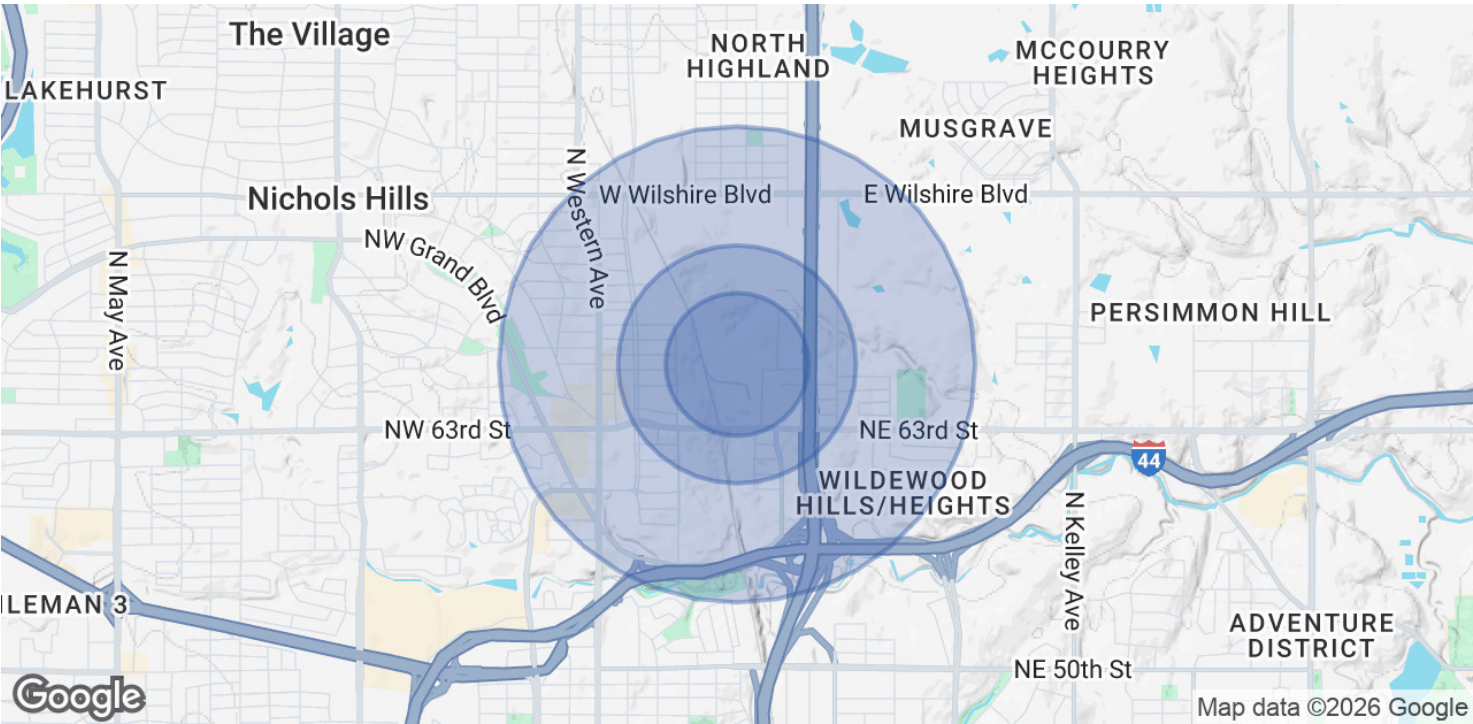 The Village
NORTH
HIGHLAND
MCCOURRY
HEIGHTS
LAKEHURST
MUSGRAVE
Nichols Hills
N Western Ave
W Wilshire Blvd
E Wilshire Blvd
NW Grand Blvd
N May Ave
PERSIMMON HILL
NW 63rd St
NE 63rd St
44
WILDEWOOD
HILLS/HEIGHTS
N Kelley Ave
ILEMAN 3
ADVENTURE
DISTRICT
NE 50th St
Google
Map data ©2026 Google